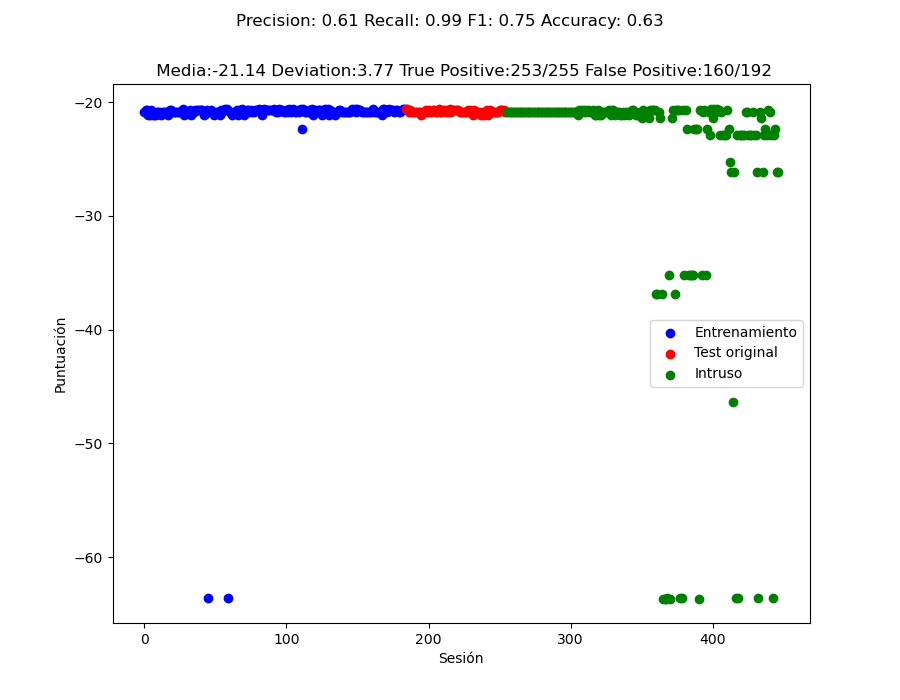 Precision: 0.61 Recall: 0.99 F1: 0.75 Accuracy: 0.63
Media:-21.14 Deviation:3.77 True Positive:253/255 False Positive:160/192
−20
−30
−40
−50
−60
Puntuación
Entrenamiento
Test original
Intruso
0
100
200
300
400
Sesión